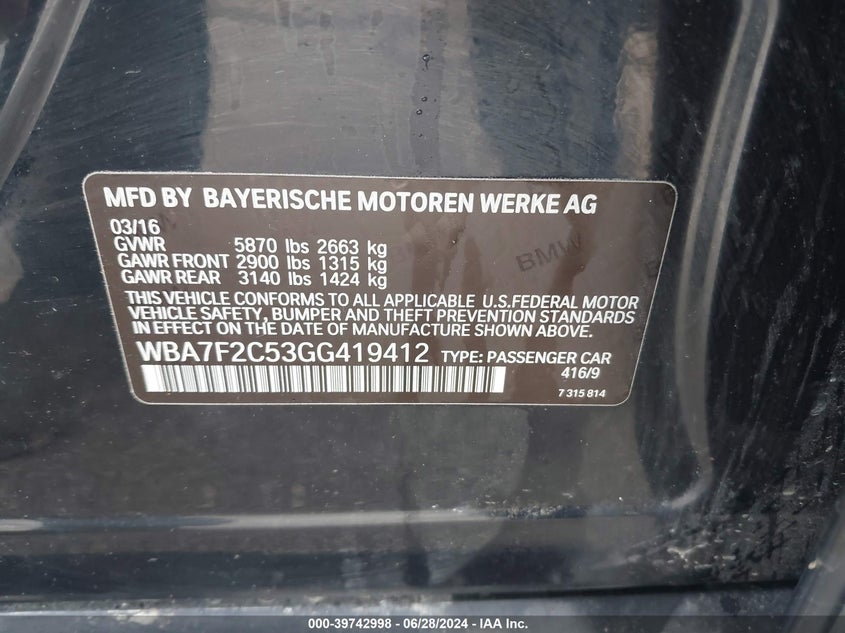 MFD BY BAYERISCHE MOTOREN WERKE AG
03/16
GVWR 5870 lbs 2663 kg
GAWR FRONT 2900 lbs 1315 kg
GAWR REAR 3140 lbs 1424 kg
BMW
THIS VEHICLE CONFORMS TO ALL APPLICABLE U.S.FEDERAL MOTOR
VEHICLE SAFETY, BUMPER AND THEFT PREVENTION STANDARDS
IN EFFECT ON THE DATE OF MANUFACTURE SHOWN ABOVE.
WBA7F2C53GG419412 TYPE: PASSENGER CAR
416/9
7 315 814
000-39742998 - 06/28/2024 - IAA Inc.